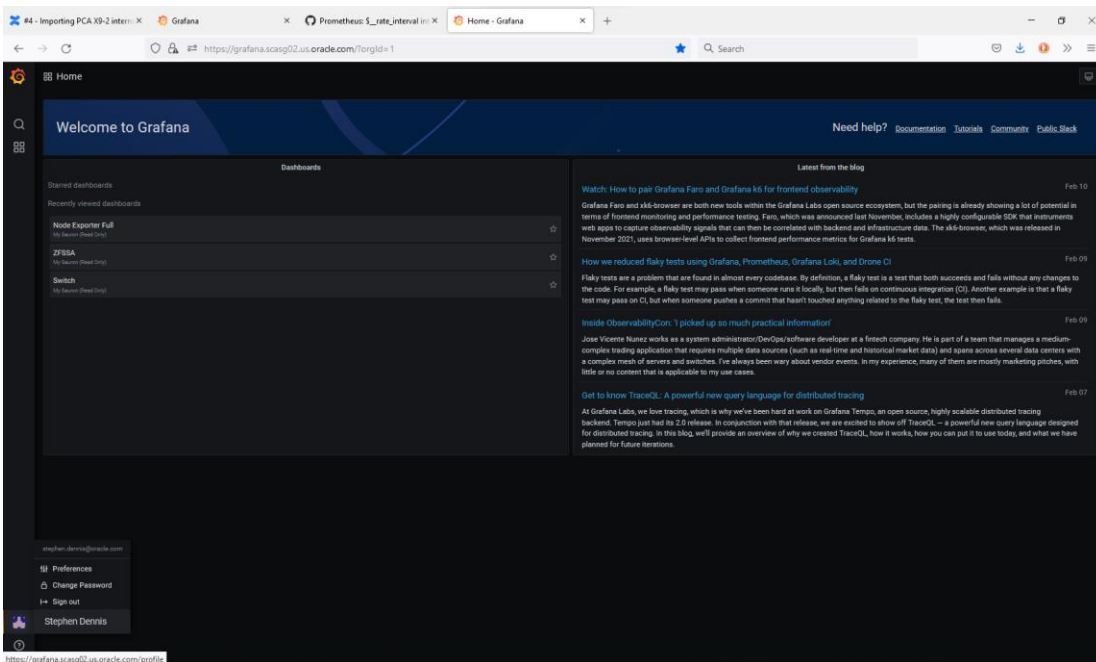 #4 - Importing PCA X9-2 intern
Grafana
Prometheus: $__rate_interval in
Home - Grafana
https://grafana.scasg02.us.oracle.com/?orgId=1
Search
Home
Welcome to Grafana
Need help? Documentation Tutorials Community Public Slack
Dashboards
Starred dashboards
Recently viewed dashboards
Node Exporter Full
My Sauron (Read Only)
ZFSSA
My Sauron (Read Only)
Switch
My Sauron (Read Only)
Latest from the blog
Watch: How to pair Grafana Faro and Grafana k6 for frontend observability Feb 10
Grafana Faro and xk6-browser are both new tools within the Grafana Labs open source ecosystem, but the pairing is already showing a lot of potential in
terms of frontend monitoring and performance testing. Faro, which was announced last November, includes a highly configurable SDK that instruments
web apps to capture observability signals that can then be correlated with backend and infrastructure data. The xk6-browser, which was released in
November 2021, uses browser-level APIs to collect frontend performance metrics for Grafana k6 tests.
How we reduced flaky tests using Grafana, Prometheus, Grafana Loki, and Drone CI Feb 09
Flaky tests are a problem that are found in almost every codebase. By definition, a flaky test is a test that both succeeds and fails without any changes to
the code. For example, a flaky test may pass when someone runs it locally, but then fails on continuous integration (CI). Another example is that a flaky
test may pass on CI, but when someone pushes a commit that hasn't touched anything related to the flaky test, the test then fails.
Inside ObservabilityCon: 'I picked up so much practical information' Feb 09
Jose Vicente Nunez works as a system administrator/DevOps/software developer at a fintech company. He is part of a team that manages a medium-
complex trading application that requires multiple data sources (such as real-time and historical market data) and spans across several data centers with
a complex mesh of servers and switches. I've always been wary about vendor events. In my experience, many of them are mostly marketing pitches, with
little or no content that is applicable to my use cases.
Get to know TraceQL: A powerful new query language for distributed tracing Feb 07
At Grafana Labs, we love tracing, which is why we've been hard at work on Grafana Tempo, an open source, highly scalable distributed tracing
backend. Tempo just had its 2.0 release. In conjunction with that release, we are excited to show off TraceQL — a powerful new query language designed
for distributed tracing. In this blog, we'll provide an overview of why we created TraceQL, how it works, how you can put it to use today, and what we have
planned for future iterations.
stephen.dennis@oracle.com
Preferences
Change Password
Sign out
Stephen Dennis
https://grafana.scasg02.us.oracle.com/profile